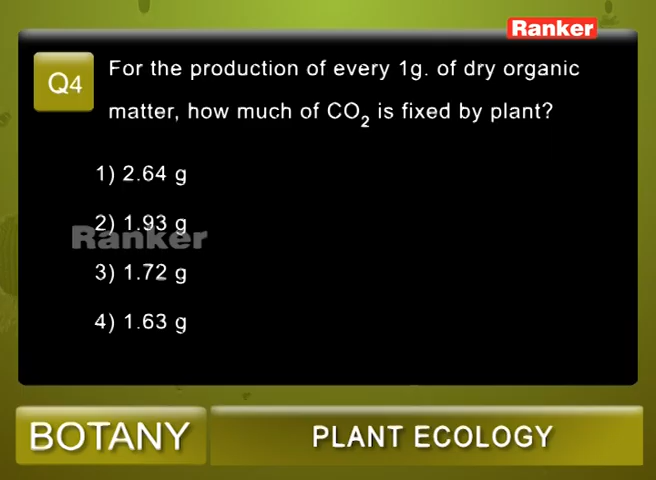 Ranker
Q4
For the production of every 1g. of dry organic
matter, how much of CO₂ is fixed by plant?
1) 2.64 g
2) 1.93 g
Ranker
3) 1.72 g
4) 1.63 g
BOTANY
PLANT ECOLOGY